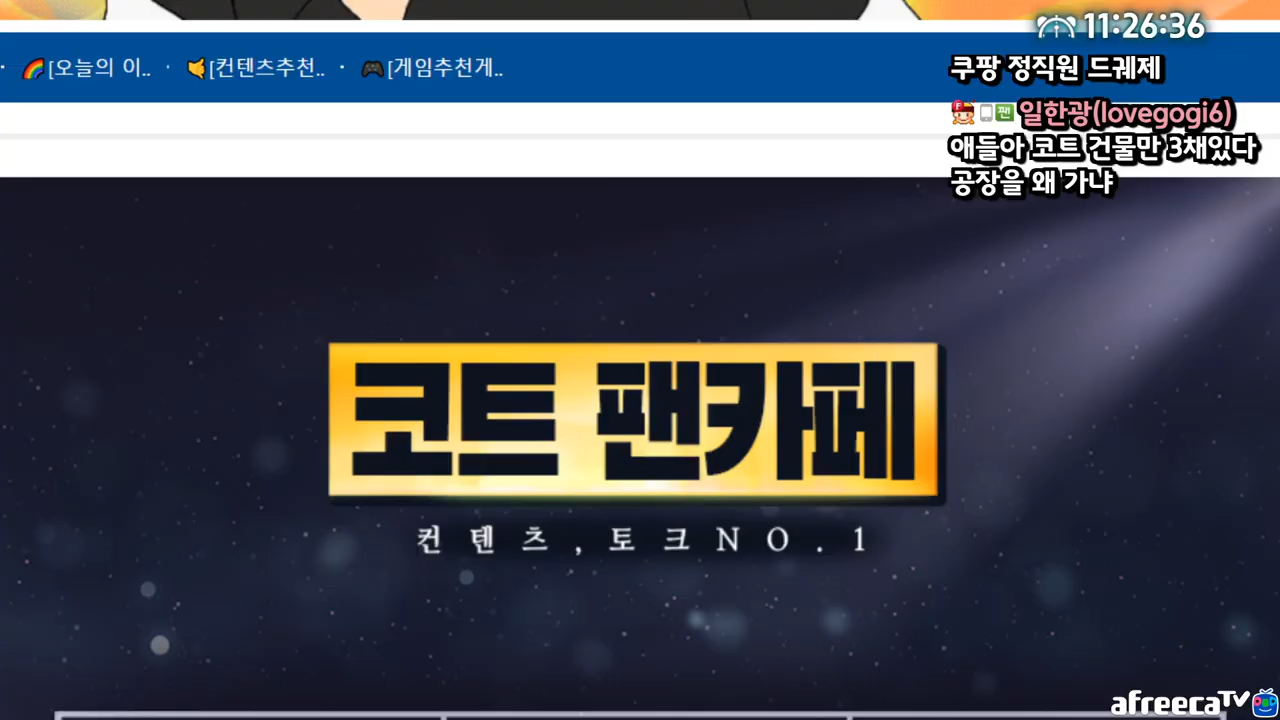 11:26:36
· 🌈[오늘의 이.. · [컨텐츠추천.. · 🎮[게임추천게..
쿠팡 정직원 드궤제
F 팬 일한광(lovegogi6)
애들아 코트 건물만 3채있다
공장을 왜 가냐
코트 팬카페
컨텐츠,토크NO.1
afreecaTV